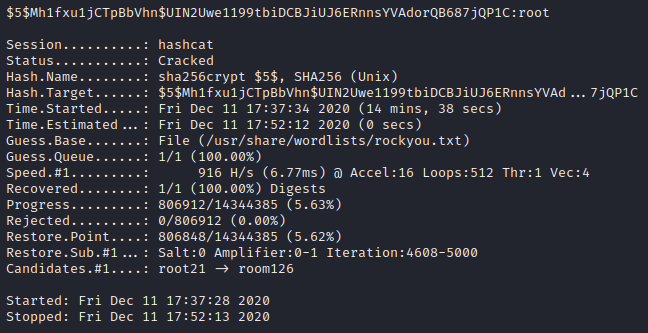 $5$Mh1fxu1jCTpBbVhn$UIN2Uwe1199tbiDCBJiUJ6ERnnsYVAdorQB687jQP1C:root
Session..........: hashcat
Status...........: Cracked
Hash.Name........: sha256crypt $5$, SHA256 (Unix)
Hash.Target......: $5$Mh1fxu1jCTpBbVhn$UIN2Uwe1199tbiDCBJiUJ6ERnnsYVAd...7jQP1C
Time.Started.....: Fri Dec 11 17:37:34 2020 (14 mins, 38 secs)
Time.Estimated...: Fri Dec 11 17:52:12 2020 (0 secs)
Guess.Base.......: File (/usr/share/wordlists/rockyou.txt)
Guess.Queue......: 1/1 (100.00%)
Speed.#1.........:      916 H/s (6.77ms) @ Accel:16 Loops:512 Thr:1 Vec:4
Recovered........: 1/1 (100.00%) Digests
Progress.........: 806912/14344385 (5.63%)
Rejected.........: 0/806912 (0.00%)
Restore.Point....: 806848/14344385 (5.62%)
Restore.Sub.#1...: Salt:0 Amplifier:0-1 Iteration:4608-5000
Candidates.#1....: root21 -> room126
Started: Fri Dec 11 17:37:28 2020
Stopped: Fri Dec 11 17:52:13 2020